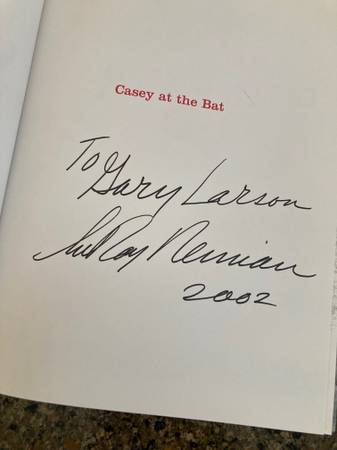 Casey at the Bat
To
Gary Larson
LeRoy Neiman
2002